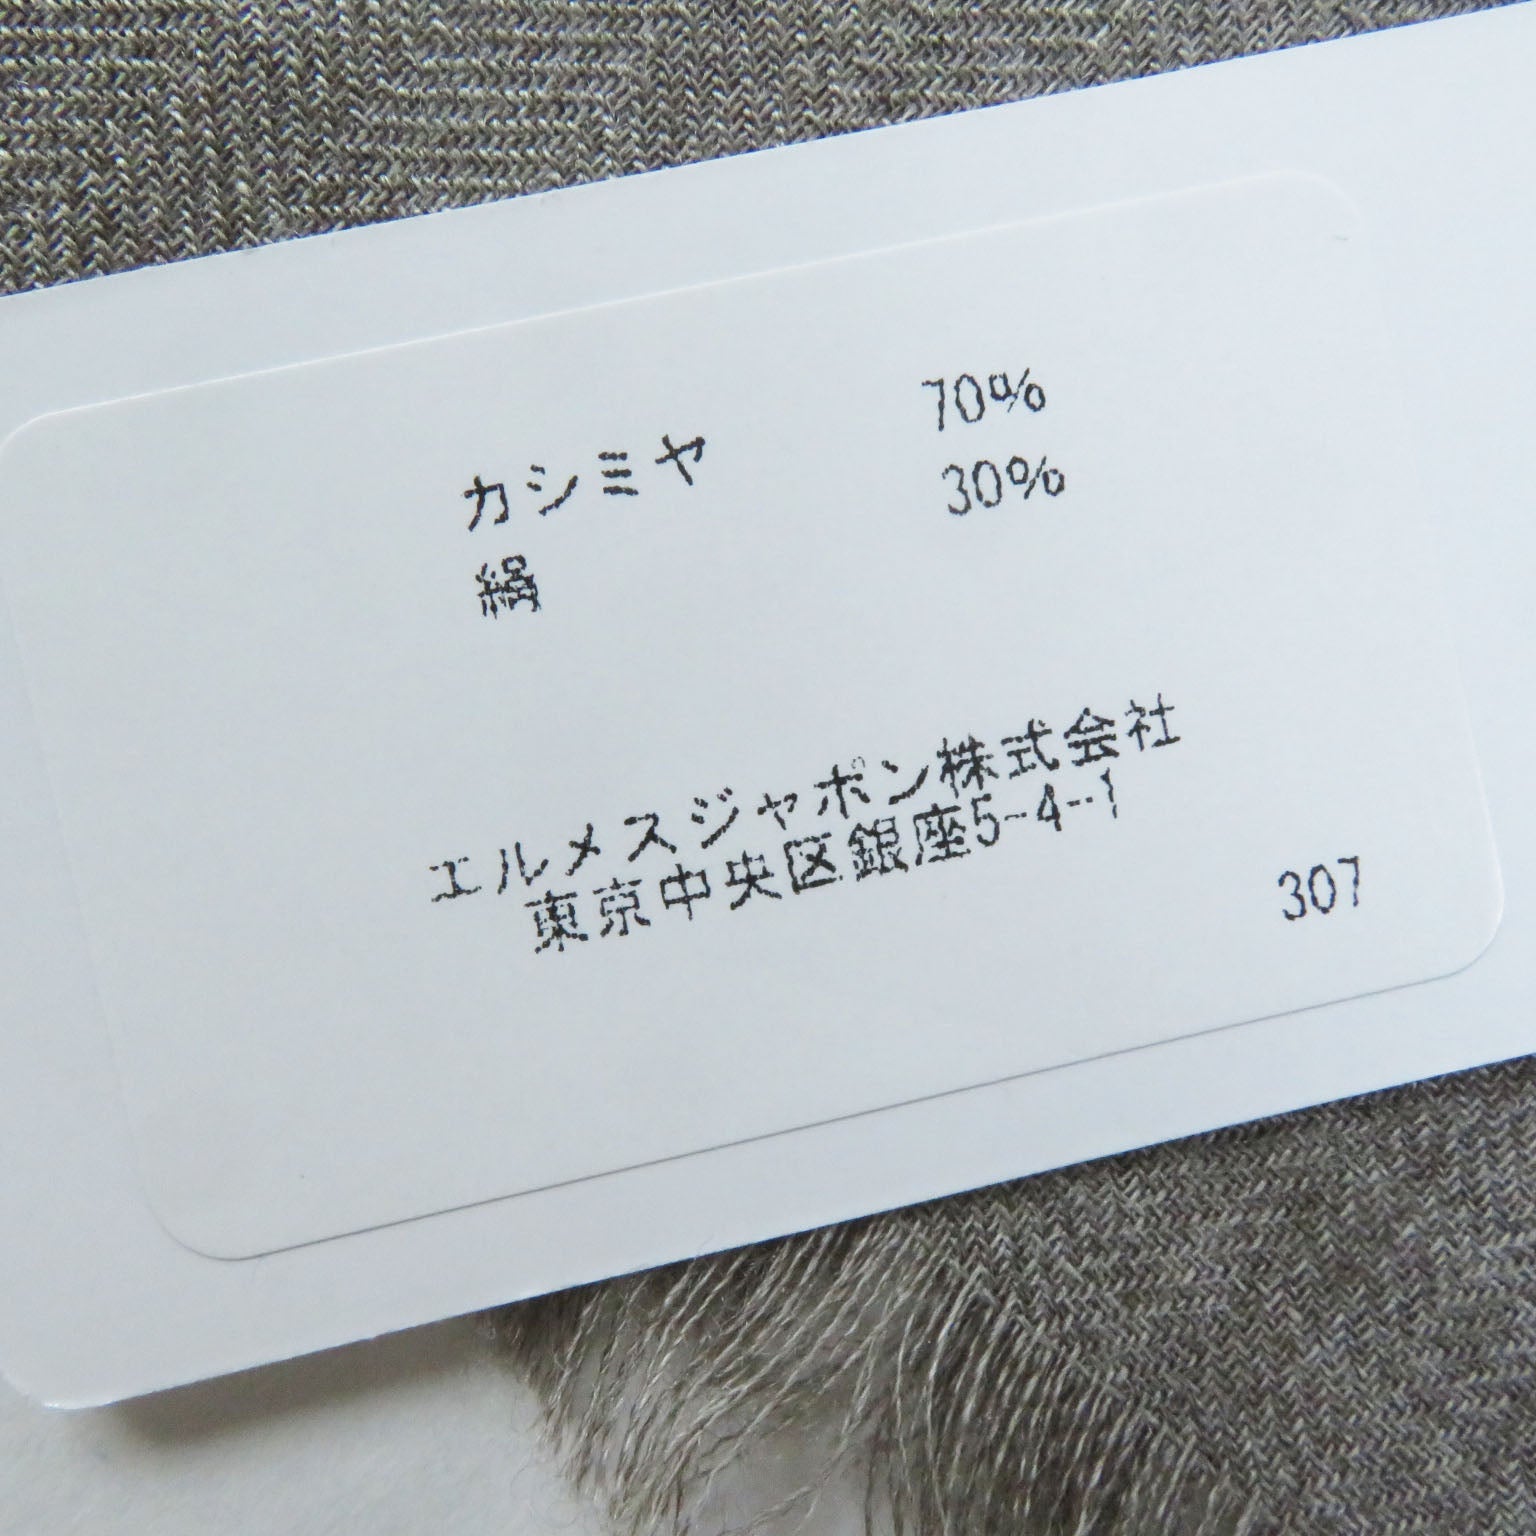 カシミヤ 70%
絹 30%
エルメスジャポン株式会社
東京中央区銀座5-4-1
307